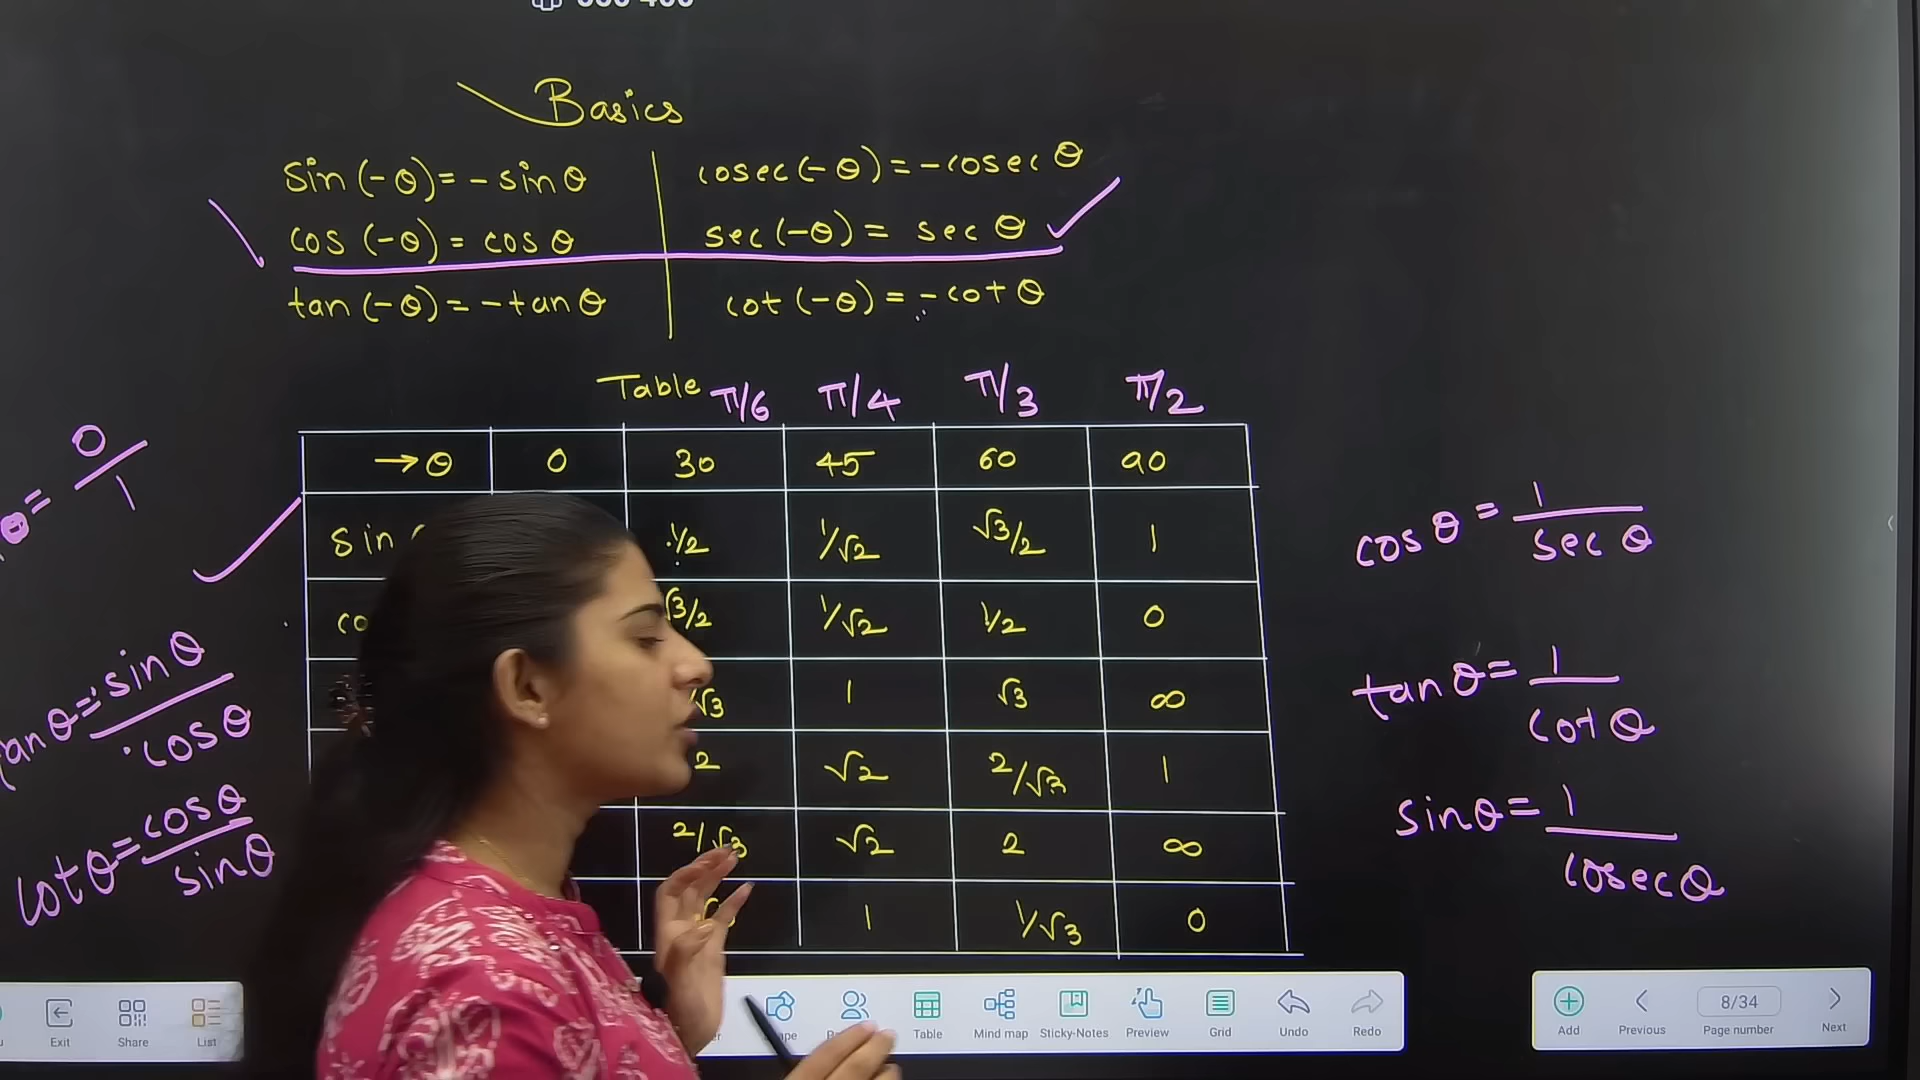 Basics
sin(-θ)=-sinθ
cosec(-θ)=-cosecθ
cos(-θ)=cosθ
sec(-θ)= secθ
tan(-θ)=-tanθ
cot(-θ)=-cotθ
Table π/6 π/4 π/3 π/2
→θ 0 30 45 60 90
sin 1/2 1/√2 √3/2 1
√3/2 1/√2 1/2 0
√3 1 √3 ∞
2 √2 2/√3 1
2/√3 √2 2 ∞
1 1/√3 0
θ= 0/1
tanθ=sinθ/cosθ
cotθ=cosθ/sinθ
cosθ=1/secθ
tanθ=1/cotθ
sinθ=1/cosecθ
Exit Share List
Table Mind map Sticky-Notes Preview Grid Undo Redo
8/34
Add Previous Page number Next